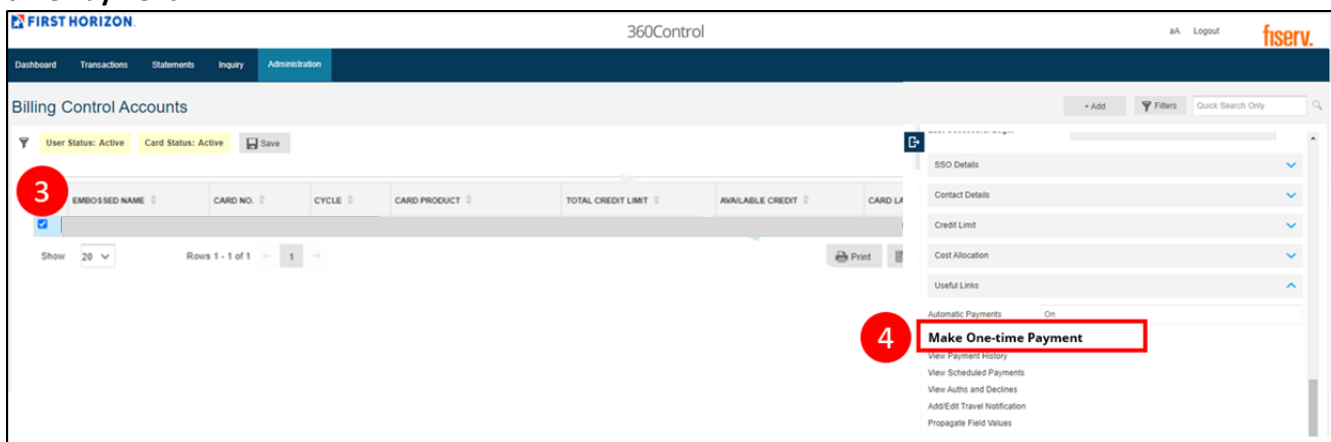 FIRST HORIZON.
360Control
aA Logout
fiserv.
Dashboard Transactions Statements Inquiry Administration
Billing Control Accounts
+ Add Filters Quick Search Only
User Status: Active Card Status: Active Save
SSO Details
3
EMBOSSED NAME CARD NO. CYCLE CARD PRODUCT TOTAL CREDIT LIMIT AVAILABLE CREDIT CARD LA
Contact Details
Credit Limit
Show 20 Rows 1 - 1 of 1 1 Print
Cost Allocation
Useful Links
Automatic Payments On
4
Make One-time Payment
View Payment History
View Scheduled Payments
View Auths and Declines
Add/Edit Travel Notification
Propagate Field Values